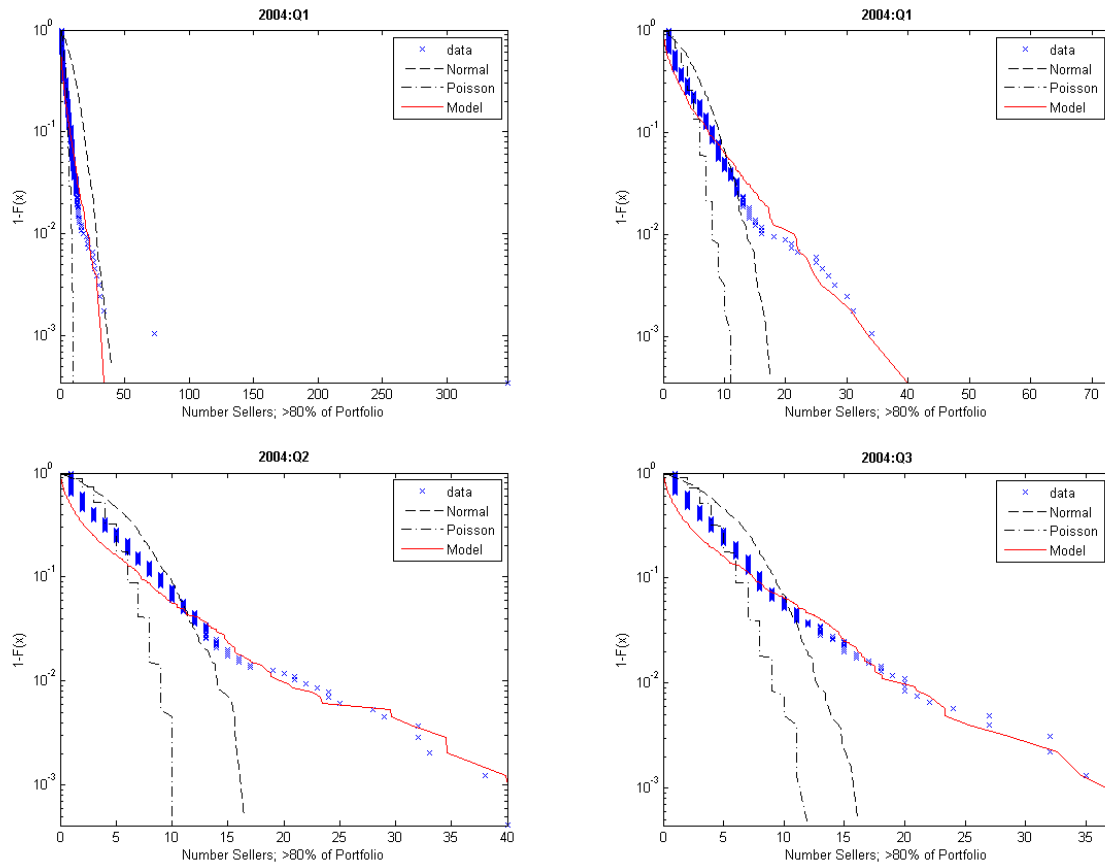 2004:Q1
10^0
10^-1
10^-2
10^-3
1-F(x)
data
Normal
Poisson
Model
0 50 100 150 200 250 300
Number Sellers; >80% of Portfolio
2004:Q1
10^0
10^-1
10^-2
10^-3
1-F(x)
data
Normal
Poisson
Model
0 10 20 30 40 50 60 70
Number Sellers; >80% of Portfolio
2004:Q2
10^0
10^-1
10^-2
10^-3
1-F(x)
data
Normal
Poisson
Model
0 5 10 15 20 25 30 35 40
Number Sellers; >80% of Portfolio
2004:Q3
10^0
10^-1
10^-2
10^-3
1-F(x)
data
Normal
Poisson
Model
0 5 10 15 20 25 30 35
Number Sellers; >80% of Portfolio